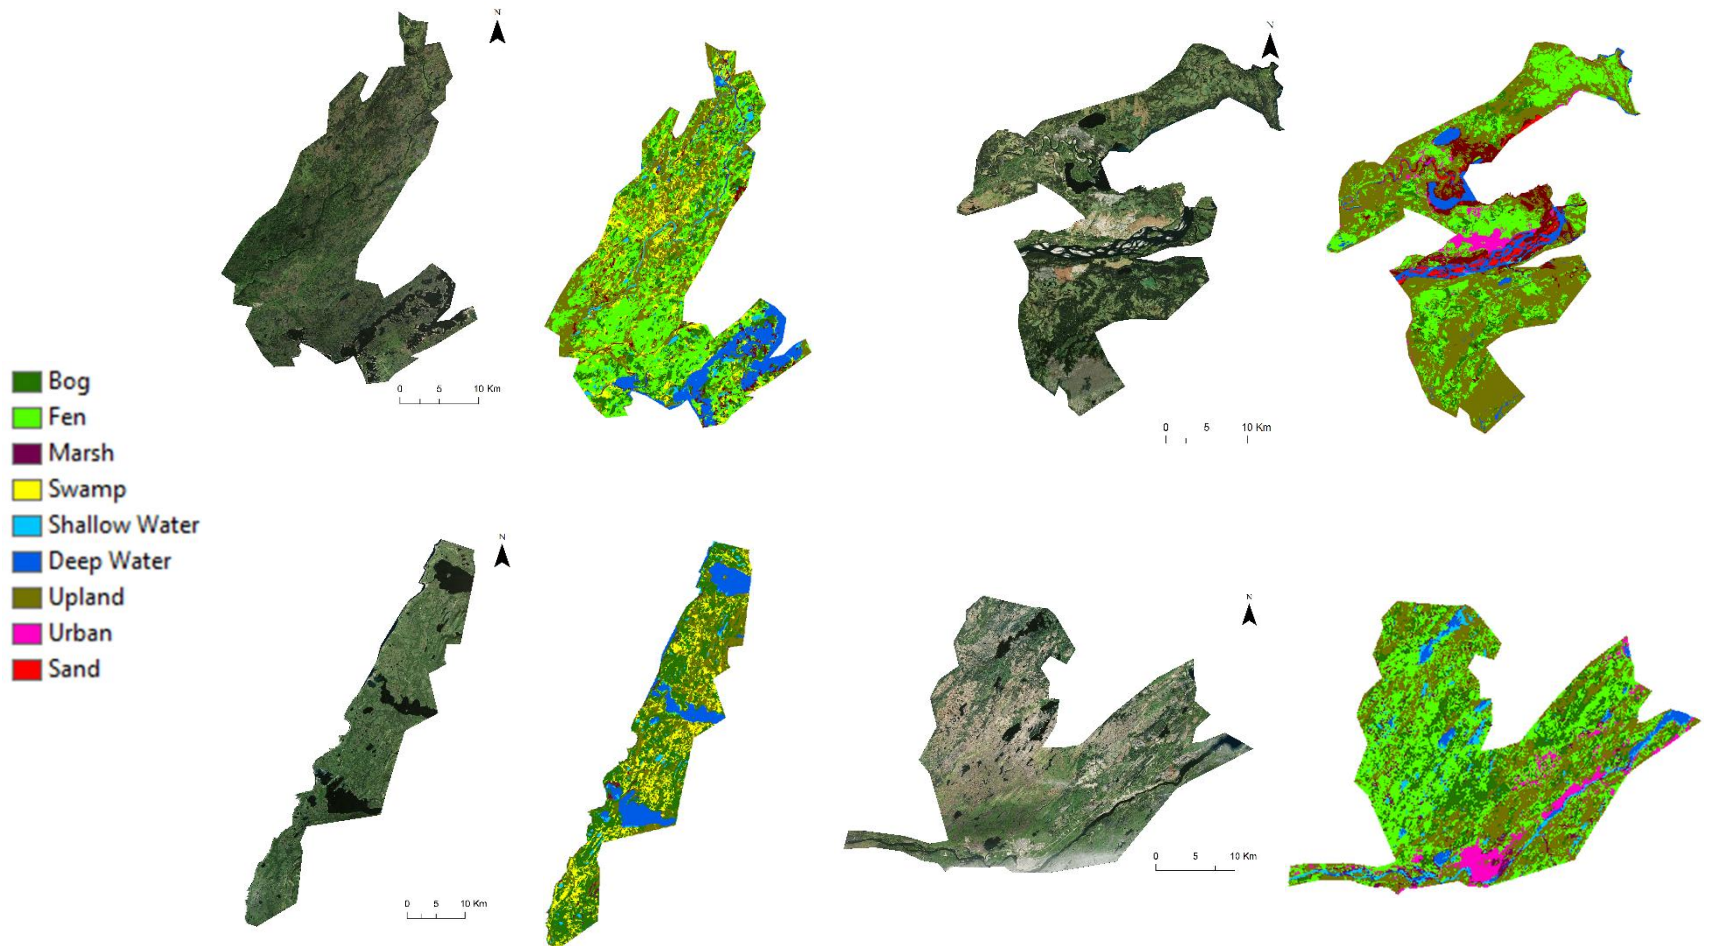 N
N
0 5 10 Km
0 5 10 Km
Bog
Fen
Marsh
Swamp
Shallow Water
Deep Water
Upland
Urban
Sand
N
N
0 5 10 Km
0 5 10 Km